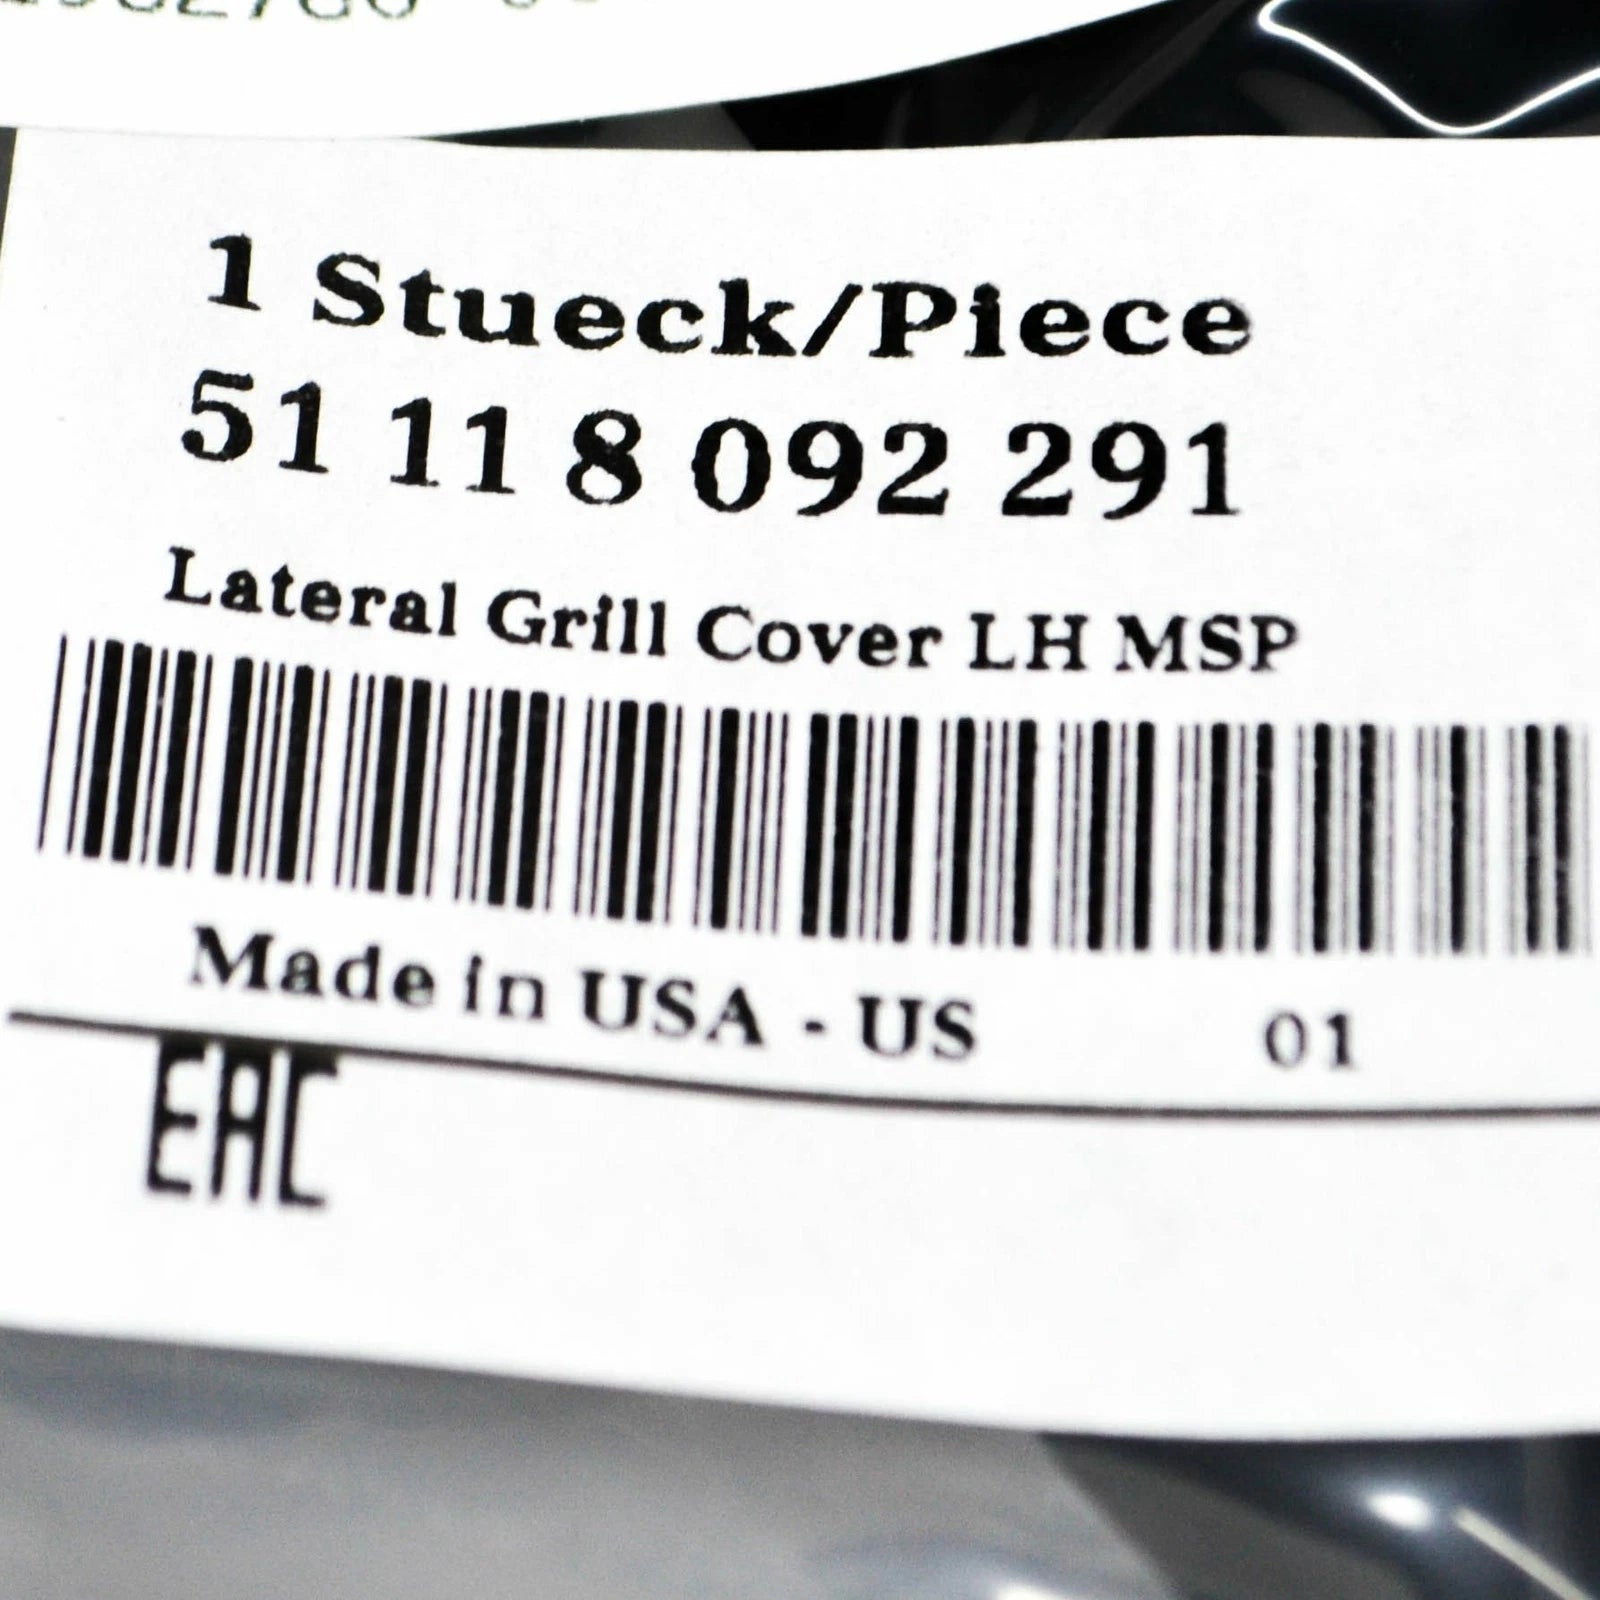 1 Stueck/Piece
51 11 8 092 291
Lateral Grill Cover LH MSP
Made in USA - US 01
EAC